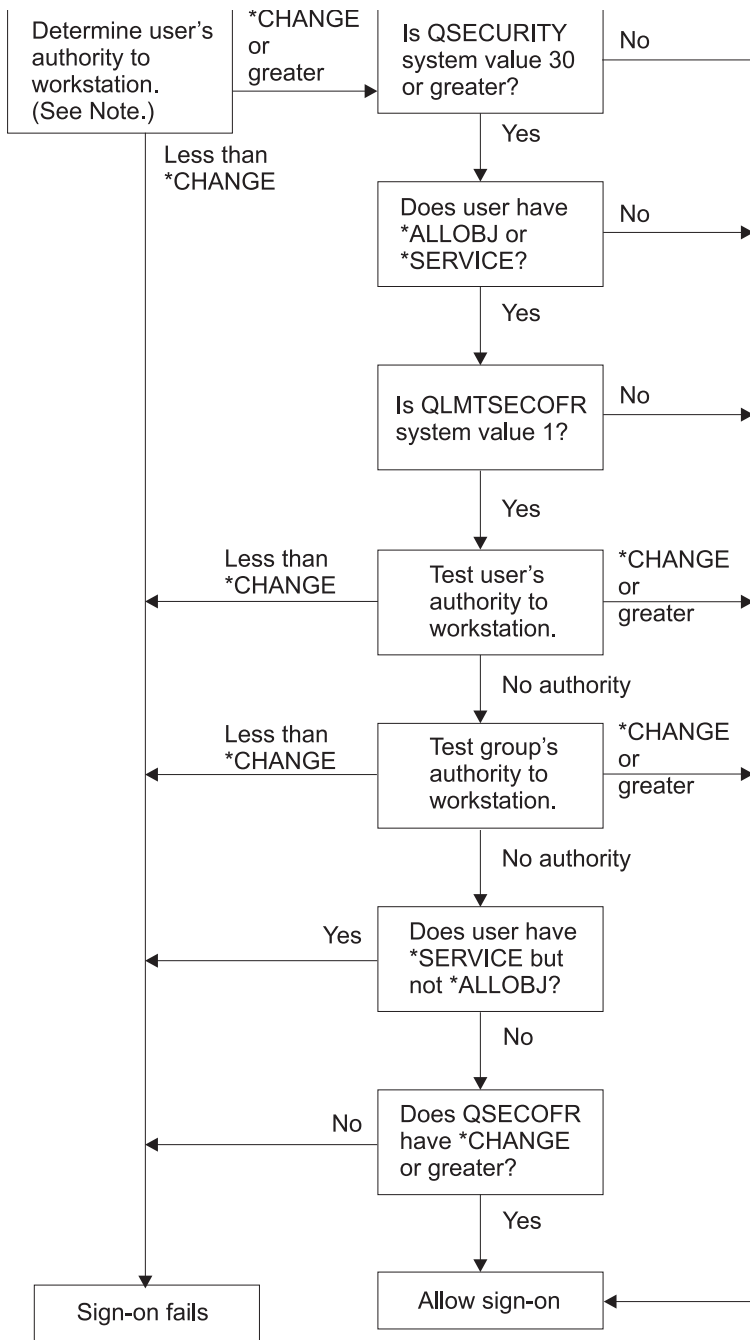 Determine user's
authority to
workstation.
(See Note.)
*CHANGE
or
greater
Is QSECURITY
system value 30
or greater?
No
Less than
*CHANGE
Yes
Does user have
*ALLOBJ or
*SERVICE?
No
Yes
Is QLMTSECOFR
system value 1?
No
Yes
Less than
*CHANGE
Test user's
authority to
workstation.
*CHANGE
or
greater
No authority
Less than
*CHANGE
Test group's
authority to
workstation.
*CHANGE
or
greater
No authority
Yes
Does user have
*SERVICE but
not *ALLOBJ?
No
No
Does QSECOFR
have *CHANGE
or greater?
Yes
Sign-on fails
Allow sign-on